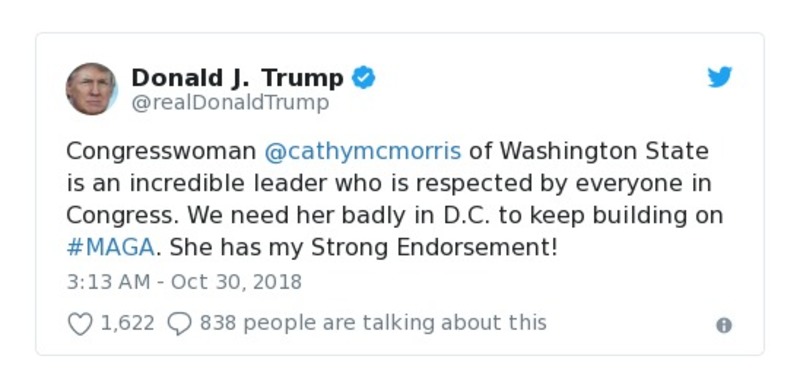 Donald J. Trump
@realDonaldTrump
Congresswoman @cathymcmorris of Washington State
is an incredible leader who is respected by everyone in
Congress. We need her badly in D.C. to keep building on
#MAGA. She has my Strong Endorsement!
3:13 AM - Oct 30, 2018
1,622 838 people are talking about this